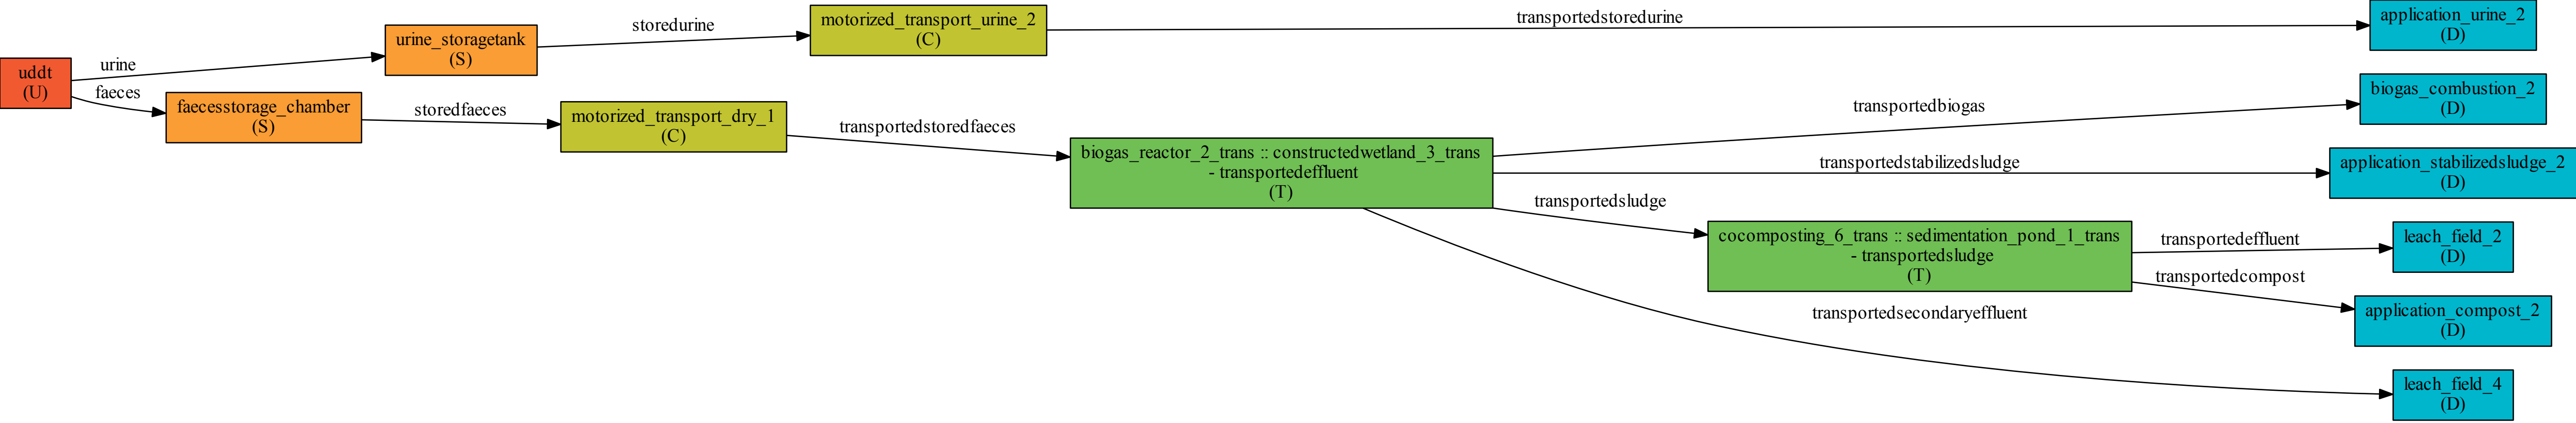 uddt
(U)
urine
faeces
urine_storagetank
(S)
faecesstorage_chamber
(S)
storedurine
storedfaeces
motorized_transport_urine_2
(C)
motorized_transport_dry_1
(C)
transportedstoredurine
transportedstoredfaeces
biogas_reactor_2_trans :: constructedwetland_3_trans
- transportedeffluent
(T)
transportedbiogas
transportedstabilizedsludge
transportedsludge
transportedsecondaryeffluent
cocomposting_6_trans :: sedimentation_pond_1_trans
- transportedsludge
(T)
transportedeffluent
transportedcompost
application_urine_2
(D)
biogas_combustion_2
(D)
application_stabilizedsludge_2
(D)
leach_field_2
(D)
application_compost_2
(D)
leach_field_4
(D)